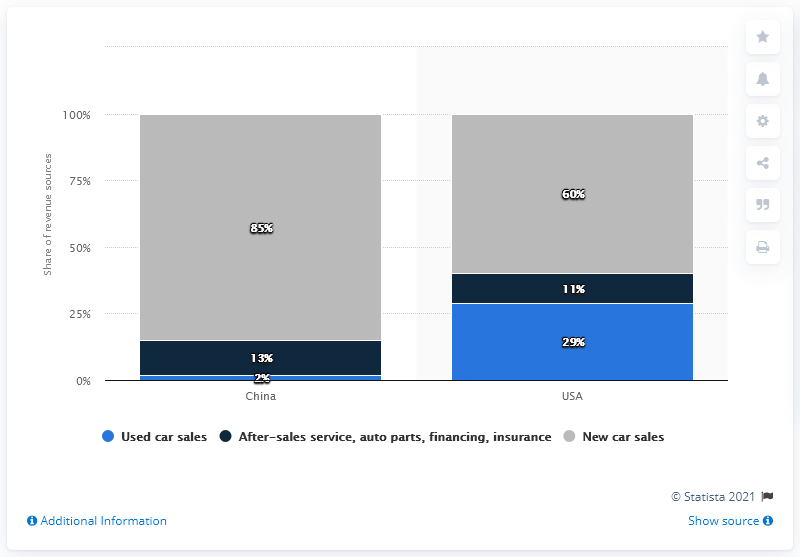 100%
75%
50%
25%
0%
Share of revenue sources
85%
13%
2%
60%
11%
29%
China
USA
Used car sales
After-sales service, auto parts, financing, insurance
New car sales
© Statista 2021
Additional Information
Show source